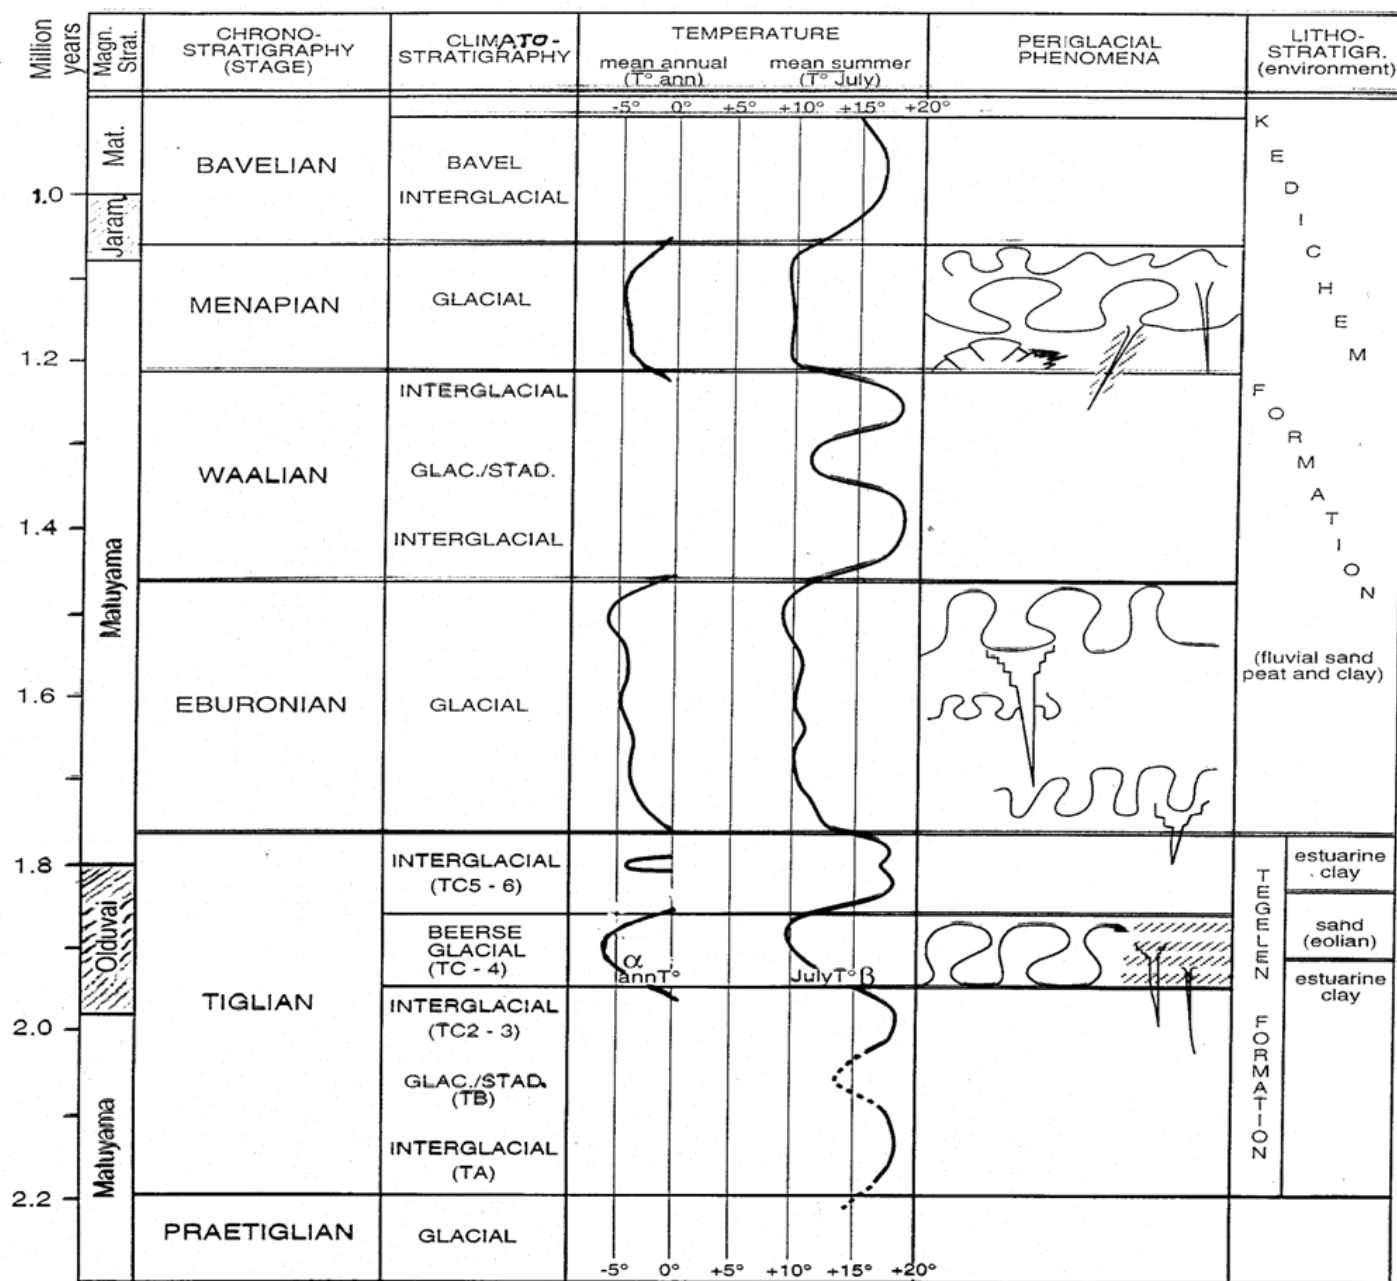 Million years
Magn. Strat.
CHRONO-
STRATIGRAPHY
(STAGE)
CLIMATO-
STRATIGRAPHY
TEMPERATURE
mean annual
(T° ann)
mean summer
(T° July)
PERIGLACIAL
PHENOMENA
LITHO-
STRATIGR.
(environment)
-5° 0° +5° +10° +15° +20°
Mat.
BAVELIAN
BAVEL
INTERGLACIAL
1.0
Jaram.
MENAPIAN
GLACIAL
1.2
KEDICHEM
FORMATION
INTERGLACIAL
WAALIAN
GLAC./STAD.
1.4
INTERGLACIAL
Matuyama
(fluvial sand
peat and clay)
1.6
EBURONIAN
GLACIAL
1.8
INTERGLACIAL
(TC5 - 6)
estuarine
clay
Olduvai
BEERSE
GLACIAL
(TC - 4)
α
annT°
JulyT° β
sand
(eolian)
TEGELEN FORMATION
TIGLIAN
INTERGLACIAL
(TC2 - 3)
estuarine
clay
2.0
GLAC./STAD.
(TB)
Matuyama
INTERGLACIAL
(TA)
2.2
PRAETIGLIAN
GLACIAL
-5° 0° +5° +10° +15° +20°